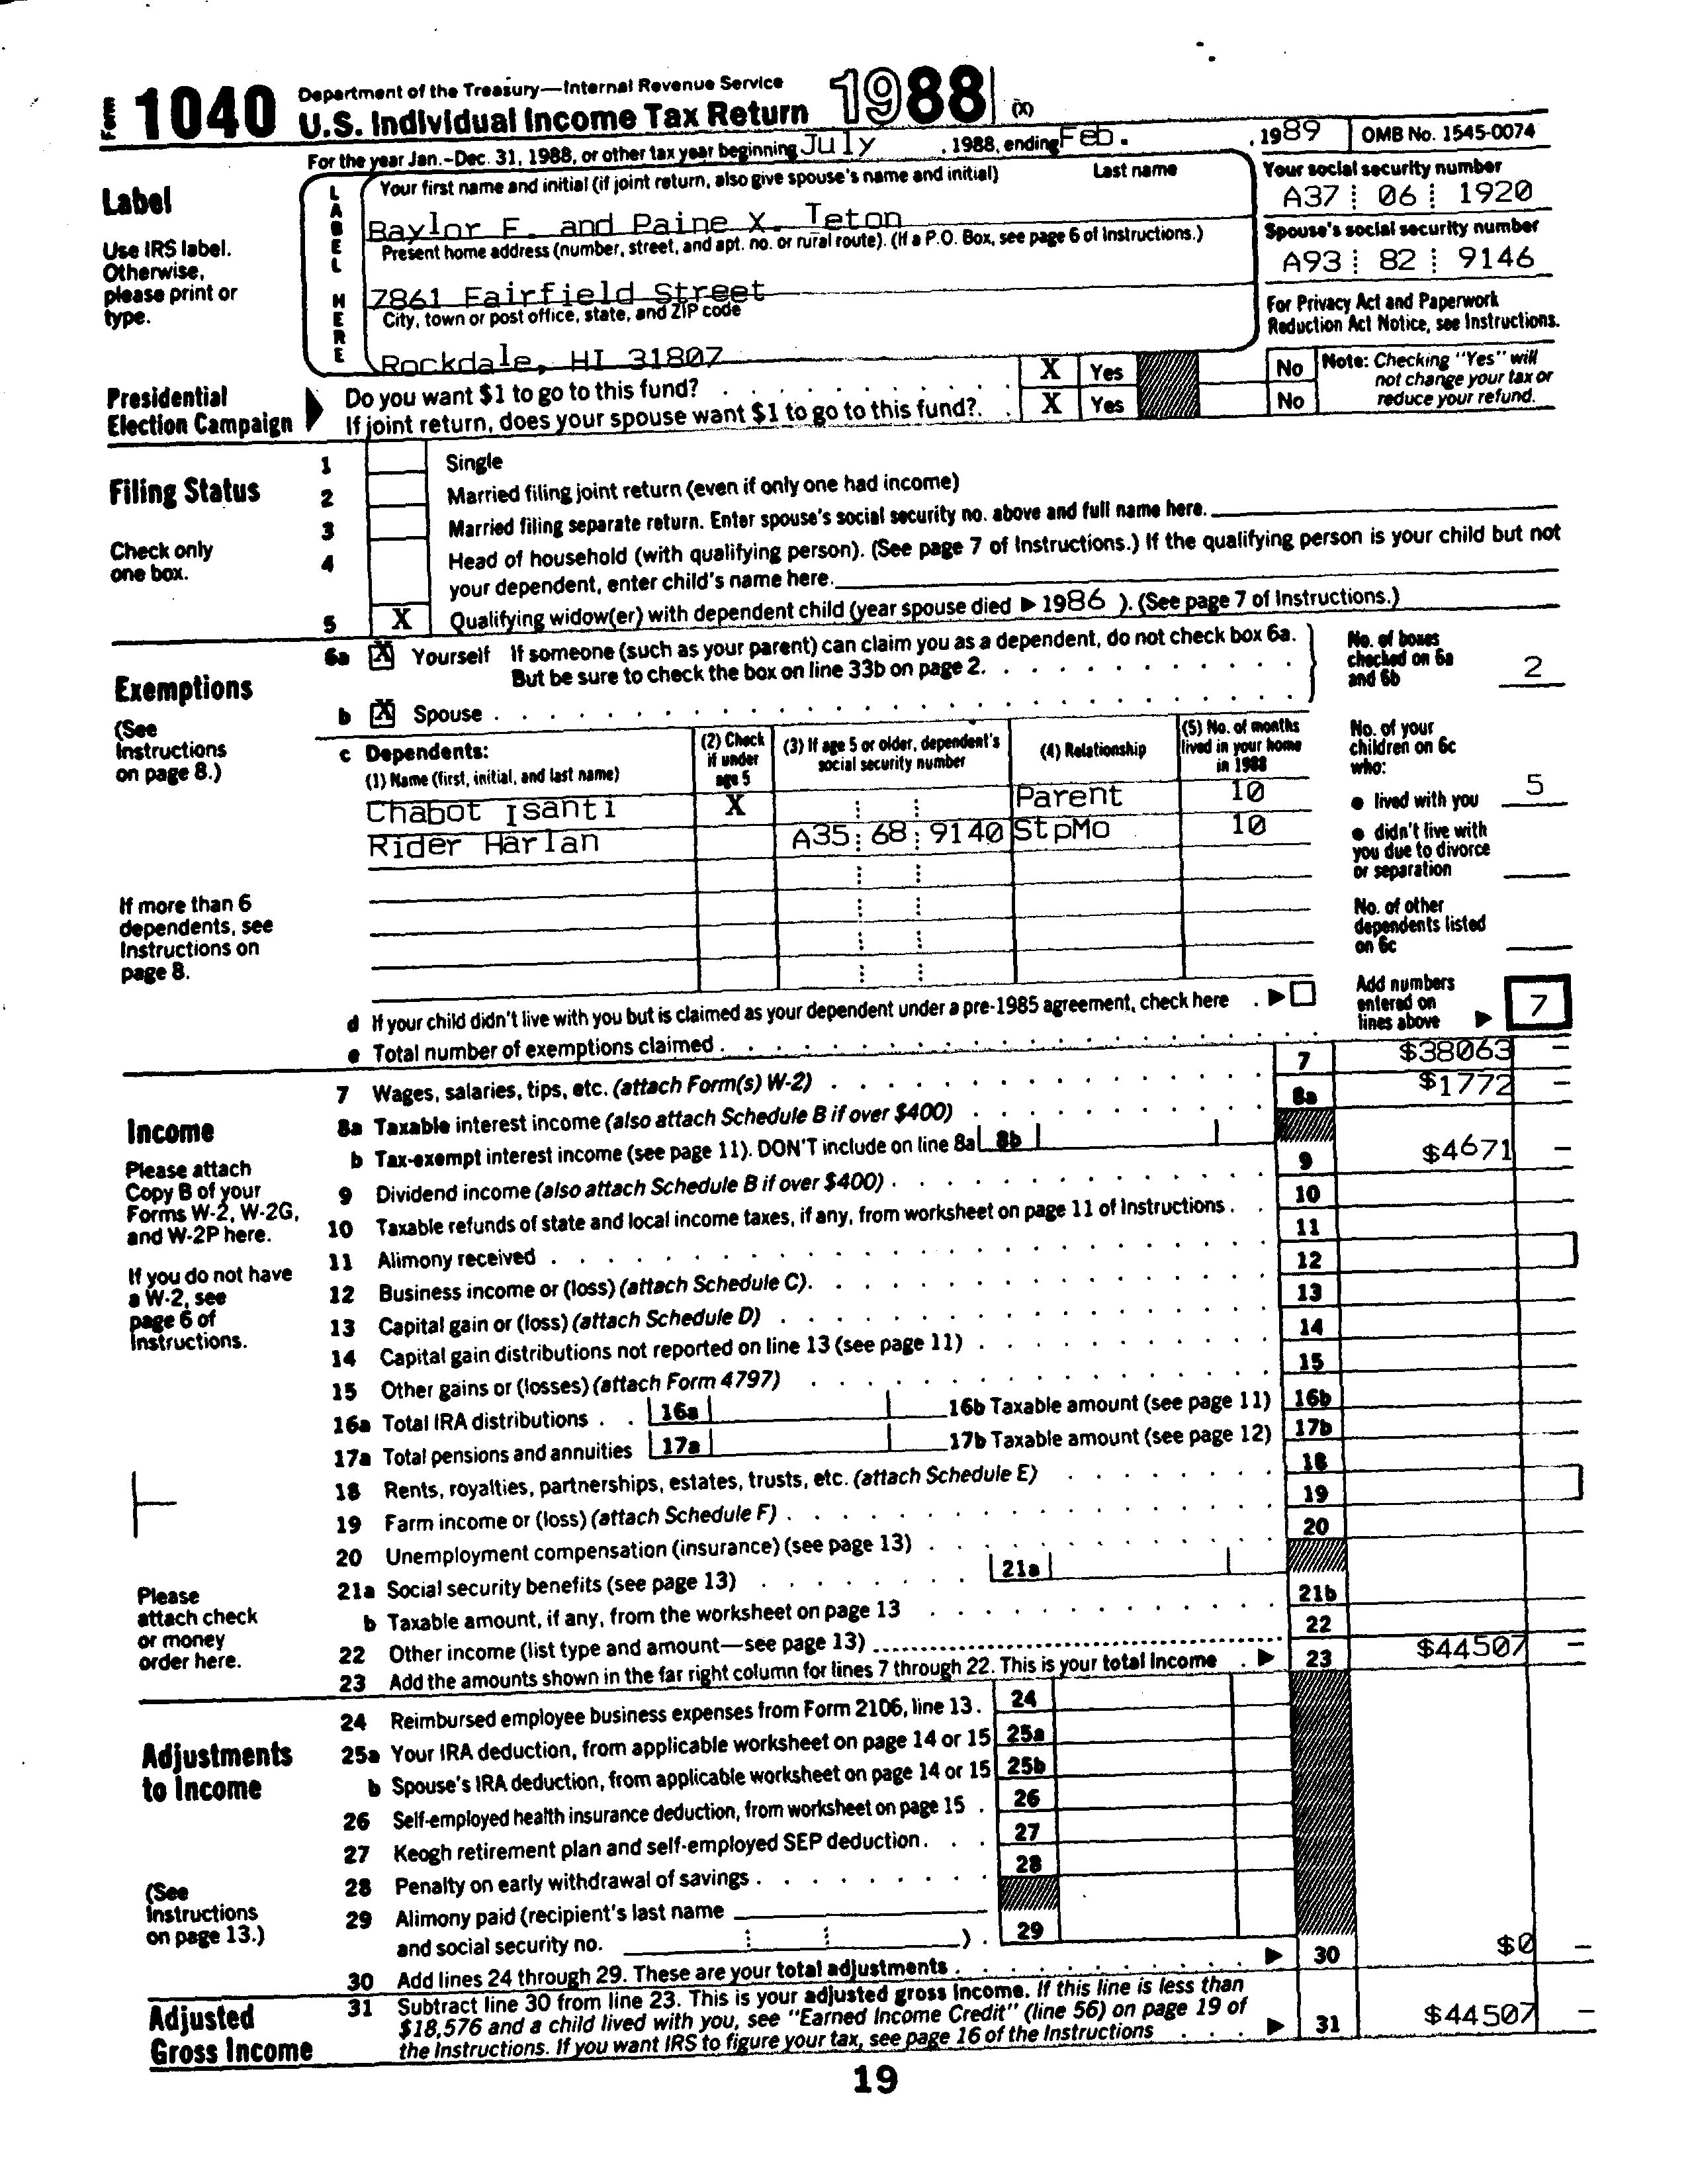 Form 1040 Department of the Treasury—Internal Revenue Service
U.S. Individual Income Tax Return 1988 (X)
For the year Jan.–Dec. 31, 1988, or other tax year beginning July , 1988, ending Feb. , 1989 OMB No. 1545-0074
Label
Use IRS label.
Otherwise,
please print or
type.
LABEL HERE
Your first name and initial (if joint return, also give spouse's name and initial) Last name
Baylor F. and Paine X. Teton
Your social security number
A37 06 1920
Present home address (number, street, and apt. no. or rural route). (If a P.O. Box, see page 6 of Instructions.)
7861 Fairfield Street
Spouse's social security number
A93 82 9146
City, town or post office, state, and ZIP code
Rockdale, HI 31807
For Privacy Act and Paperwork
Reduction Act Notice, see Instructions.
Presidential
Election Campaign
Do you want $1 to go to this fund? X Yes No
If joint return, does your spouse want $1 to go to this fund? X Yes No
Note: Checking "Yes" will
not change your tax or
reduce your refund.
Filing Status
Check only
one box.
1 Single
2 Married filing joint return (even if only one had income)
3 Married filing separate return. Enter spouse's social security no. above and full name here.
4 Head of household (with qualifying person). (See page 7 of Instructions.) If the qualifying person is your child but not
your dependent, enter child's name here.
5 X Qualifying widow(er) with dependent child (year spouse died ▶ 1986 ). (See page 7 of Instructions.)
Exemptions
(See
Instructions
on page 8.)
6a X Yourself If someone (such as your parent) can claim you as a dependent, do not check box 6a.
But be sure to check the box on line 33b on page 2.
b X Spouse
No. of boxes
checked on 6a
and 6b 2
c Dependents:
(1) Name (first, initial, and last name)
(2) Check
if under
age 5
(3) If age 5 or older, dependent's
social security number
(4) Relationship
(5) No. of months
lived in your home
in 1988
Chabot Isanti X Parent 10
Rider Harlan A35 68 9140 StpMo 10
If more than 6
dependents, see
Instructions on
page 8.
No. of your
children on 6c
who:
● lived with you 5
● didn't live with
you due to divorce
or separation
No. of other
dependents listed
on 6c
d If your child didn't live with you but is claimed as your dependent under a pre-1985 agreement, check here ▶
e Total number of exemptions claimed
Add numbers
entered on
lines above ▶ 7
Income
Please attach
Copy B of your
Forms W-2, W-2G,
and W-2P here.
If you do not have
a W-2, see
page 6 of
Instructions.
7 Wages, salaries, tips, etc. (attach Form(s) W-2) 7 $38063 –
8a Taxable interest income (also attach Schedule B if over $400) 8a $1772 –
b Tax-exempt interest income (see page 11). DON'T include on line 8a 8b
9 Dividend income (also attach Schedule B if over $400) 9 $4671 –
10 Taxable refunds of state and local income taxes, if any, from worksheet on page 11 of Instructions 10
11 Alimony received 11
12 Business income or (loss) (attach Schedule C) 12
13 Capital gain or (loss) (attach Schedule D) 13
14 Capital gain distributions not reported on line 13 (see page 11) 14
15 Other gains or (losses) (attach Form 4797) 15
16a Total IRA distributions 16a 16b Taxable amount (see page 11) 16b
17a Total pensions and annuities 17a 17b Taxable amount (see page 12) 17b
18 Rents, royalties, partnerships, estates, trusts, etc. (attach Schedule E) 18
19 Farm income or (loss) (attach Schedule F) 19
20 Unemployment compensation (insurance) (see page 13) 20
21a Social security benefits (see page 13) 21a
b Taxable amount, if any, from the worksheet on page 13 21b
22 Other income (list type and amount—see page 13) 22
23 Add the amounts shown in the far right column for lines 7 through 22. This is your total income ▶ 23 $44507 –
Please
attach check
or money
order here.
Adjustments
to Income
(See
Instructions
on page 13.)
24 Reimbursed employee business expenses from Form 2106, line 13. 24
25a Your IRA deduction, from applicable worksheet on page 14 or 15 25a
b Spouse's IRA deduction, from applicable worksheet on page 14 or 15 25b
26 Self-employed health insurance deduction, from worksheet on page 15 26
27 Keogh retirement plan and self-employed SEP deduction 27
28 Penalty on early withdrawal of savings 28
29 Alimony paid (recipient's last name
and social security no. ) 29
30 Add lines 24 through 29. These are your total adjustments ▶ 30 $0 –
Adjusted
Gross Income
31 Subtract line 30 from line 23. This is your adjusted gross income. If this line is less than
$18,576 and a child lived with you, see "Earned Income Credit" (line 56) on page 19 of
the Instructions. If you want IRS to figure your tax, see page 16 of the Instructions ▶ 31 $44507 –
19